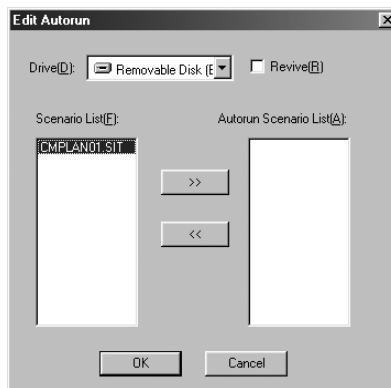 Edit Autorun
Drive(D): Removable Disk (E Revive(R)
Scenario List(F): Autorun Scenario List(A):
CMPLAN01.SIT
>>
<<
OK Cancel